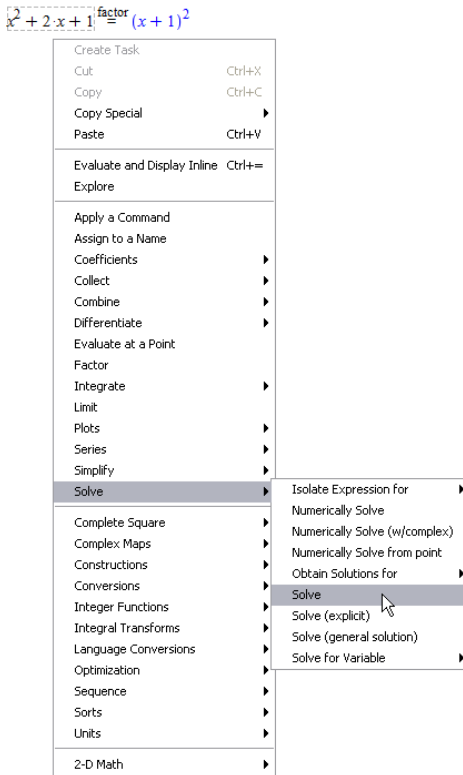 x² + 2·x + 1 factor = (x + 1)²
Create Task
Cut Ctrl+X
Copy Ctrl+C
Copy Special
Paste Ctrl+V
Evaluate and Display Inline Ctrl+=
Explore
Apply a Command
Assign to a Name
Coefficients
Collect
Combine
Differentiate
Evaluate at a Point
Factor
Integrate
Limit
Plots
Series
Simplify
Solve
Complete Square
Complex Maps
Constructions
Conversions
Integer Functions
Integral Transforms
Language Conversions
Optimization
Sequence
Sorts
Units
2-D Math
Isolate Expression for
Numerically Solve
Numerically Solve (w/complex)
Numerically Solve from point
Obtain Solutions for
Solve
Solve (explicit)
Solve (general solution)
Solve for Variable